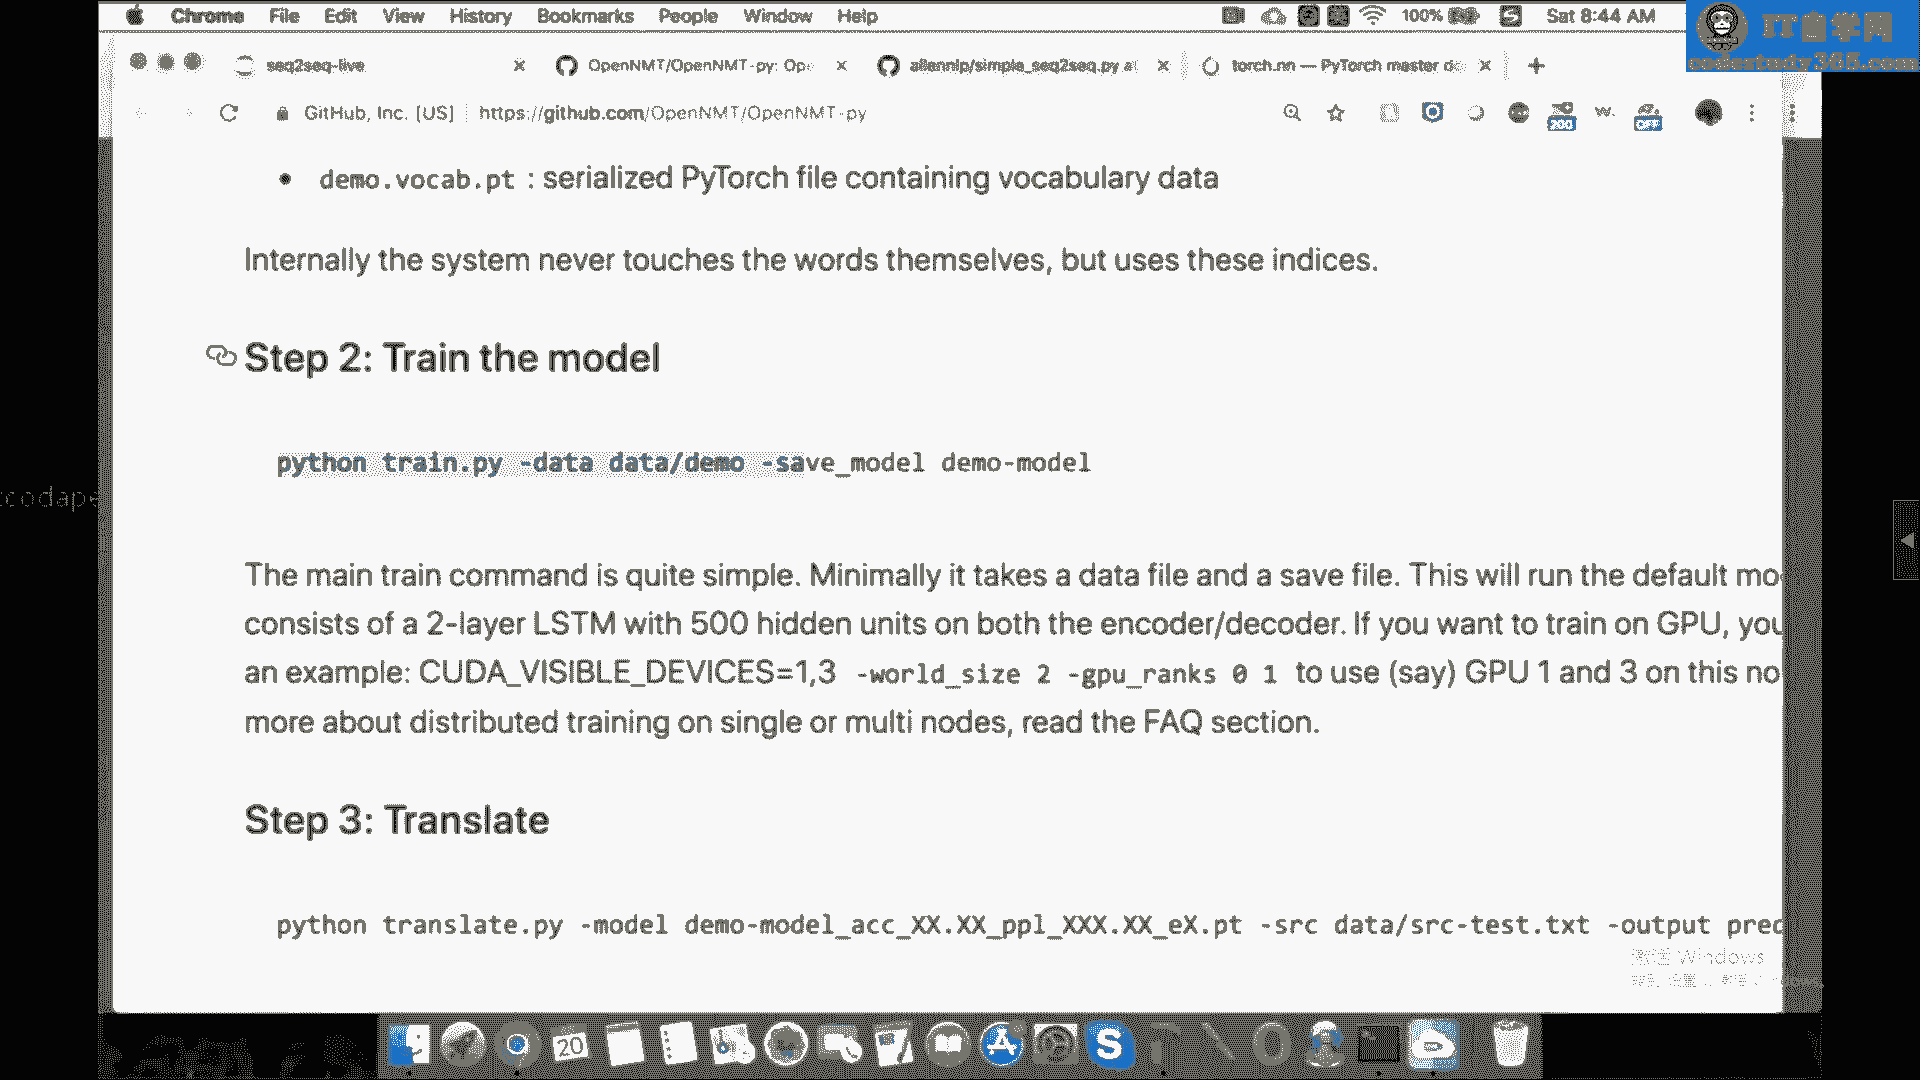 Chrome File Edit View History Bookmarks People Window Help 100% Sat 8:44 AM
IT自学网
codestudy365.com
seq2seq-live
OpenNMT/OpenNMT-py: Ope
allennlp/simple_seq2seq.py at
torch.nn — PyTorch master do
GitHub, Inc. [US] https://github.com/OpenNMT/OpenNMT-py
200
OFF
demo.vocab.pt : serialized PyTorch file containing vocabulary data
Internally the system never touches the words themselves, but uses these indices.
Step 2: Train the model
python train.py -data data/demo -save_model demo-model
The main train command is quite simple. Minimally it takes a data file and a save file. This will run the default mo
consists of a 2-layer LSTM with 500 hidden units on both the encoder/decoder. If you want to train on GPU, you
an example: CUDA_VISIBLE_DEVICES=1,3 -world_size 2 -gpu_ranks 0 1 to use (say) GPU 1 and 3 on this no
more about distributed training on single or multi nodes, read the FAQ section.
Step 3: Translate
python translate.py -model demo-model_acc_XX.XX_ppl_XXX.XX_eX.pt -src data/src-test.txt -output pred
激活 Windows
20